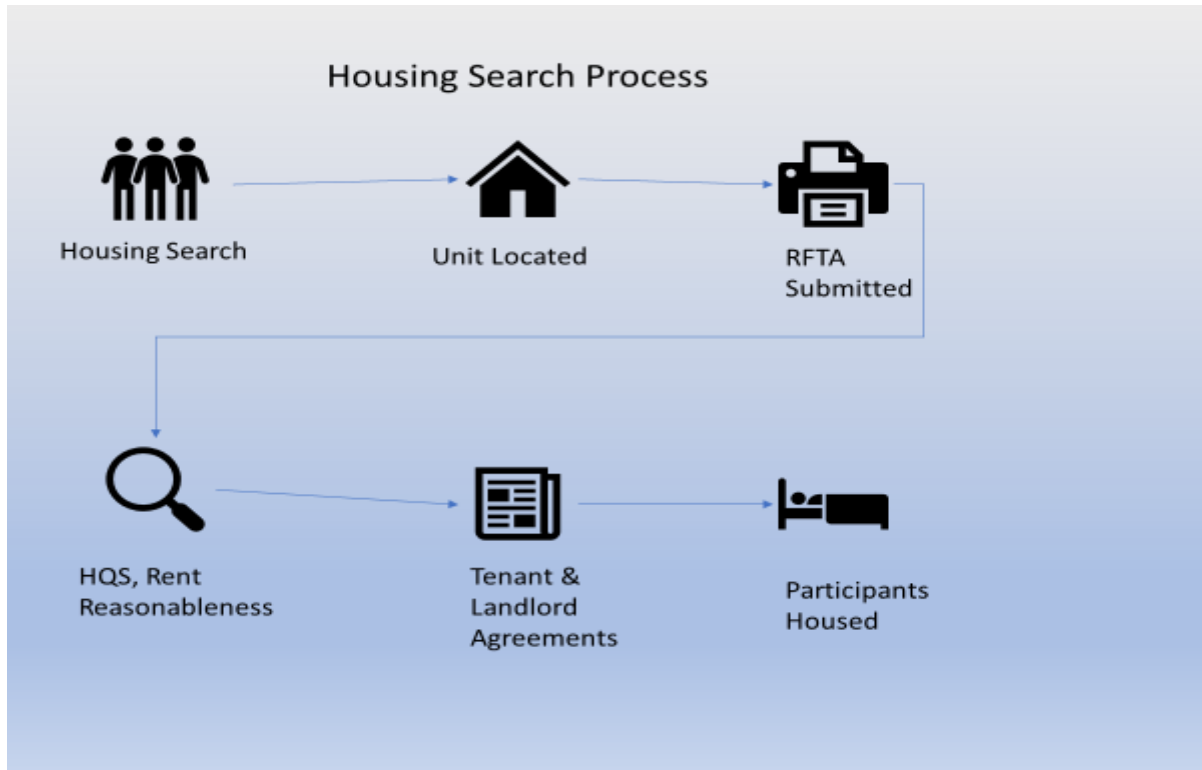 Housing Search Process
Housing Search
Unit Located
RFTA
Submitted
HQS, Rent
Reasonableness
Tenant &
Landlord
Agreements
Participants
Housed